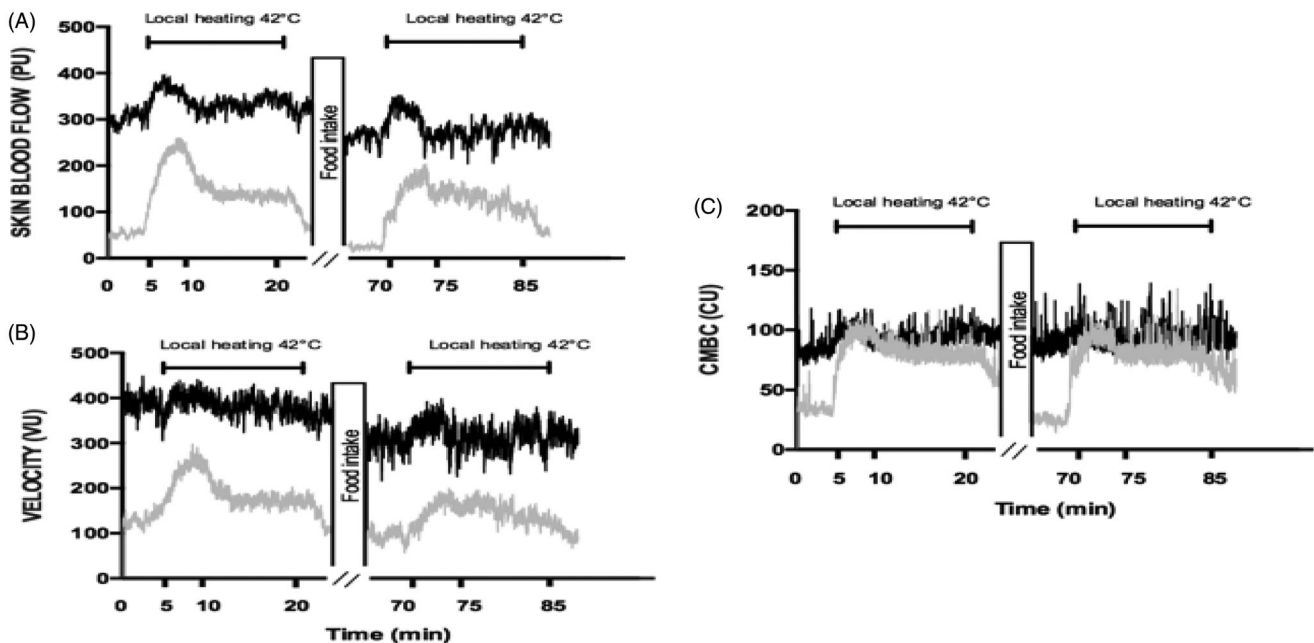 (A)
Local heating 42°C
Local heating 42°C
SKIN BLOOD FLOW (PU)
500
400
300
200
100
0
Food intake
0 5 10 70 74 85
(B)
Local heating 42°C
Local heating 42°C
VELOCITY (VU)
500
400
300
200
100
0
Food intake
0 5 10 20 70 75 85
Time (min)
(C)
Local heating 42°C
Local heating 42°C
CMBC (CU)
200
150
100
50
0
Food intake
0 5 10 20 70 75 85
Time (min)